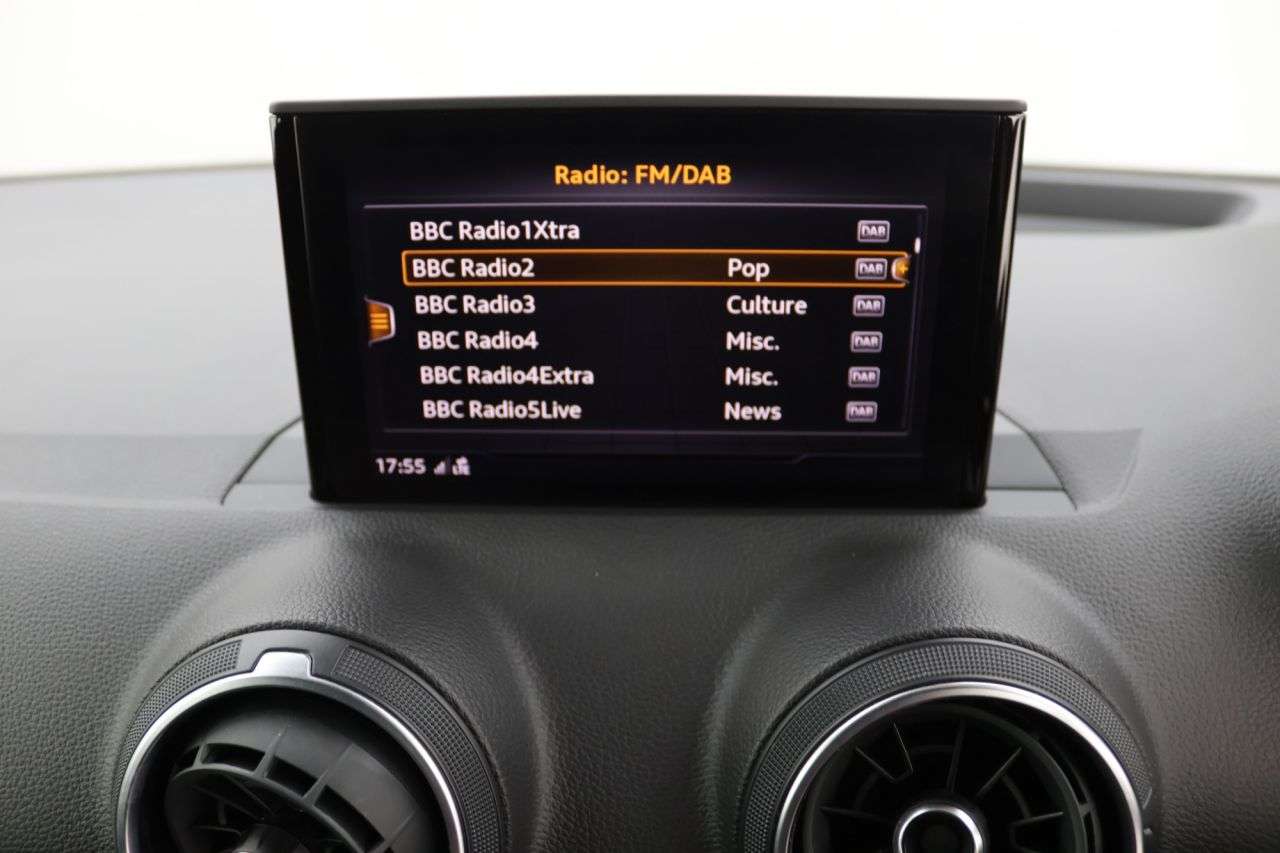 Radio: FM/DAB
BBC Radio1Xtra DAB
BBC Radio2 Pop DAB
BBC Radio3 Culture DAB
BBC Radio4 Misc. DAB
BBC Radio4Extra Misc. DAB
BBC Radio5Live News DAB
17:55 LTE